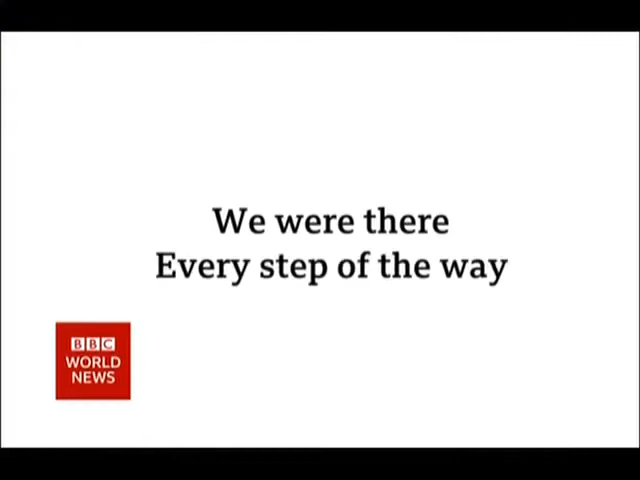 We were there
Every step of the way
BBC
WORLD
NEWS